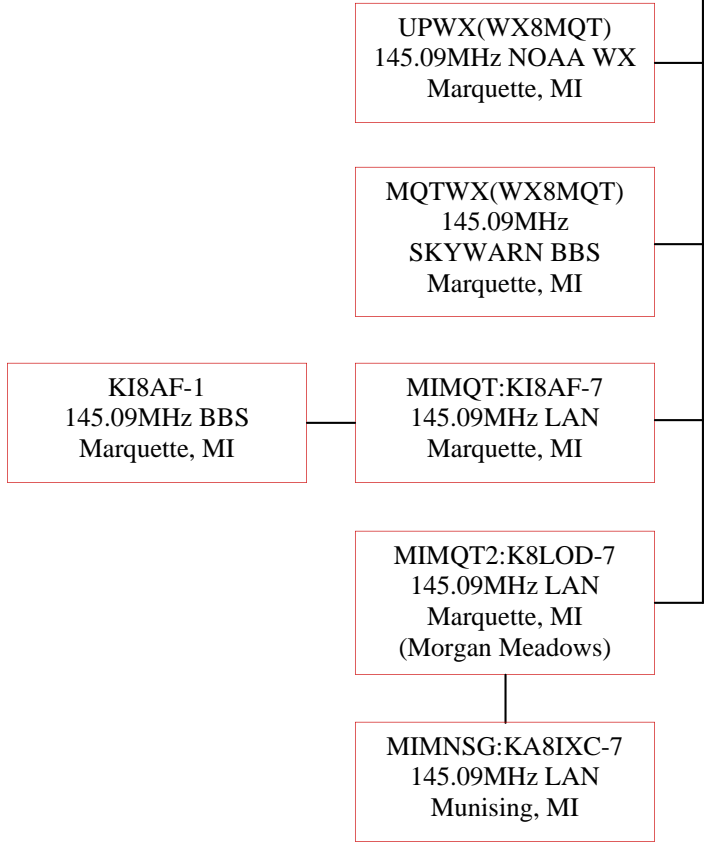 UPWX(WX8MQT)
145.09MHz NOAA WX
Marquette, MI
MQTWX(WX8MQT)
145.09MHz
SKYWARN BBS
Marquette, MI
KI8AF-1
145.09MHz BBS
Marquette, MI
MIMQT:KI8AF-7
145.09MHz LAN
Marquette, MI
MIMQT2:K8LOD-7
145.09MHz LAN
Marquette, MI
(Morgan Meadows)
MIMNSG:KA8IXC-7
145.09MHz LAN
Munising, MI